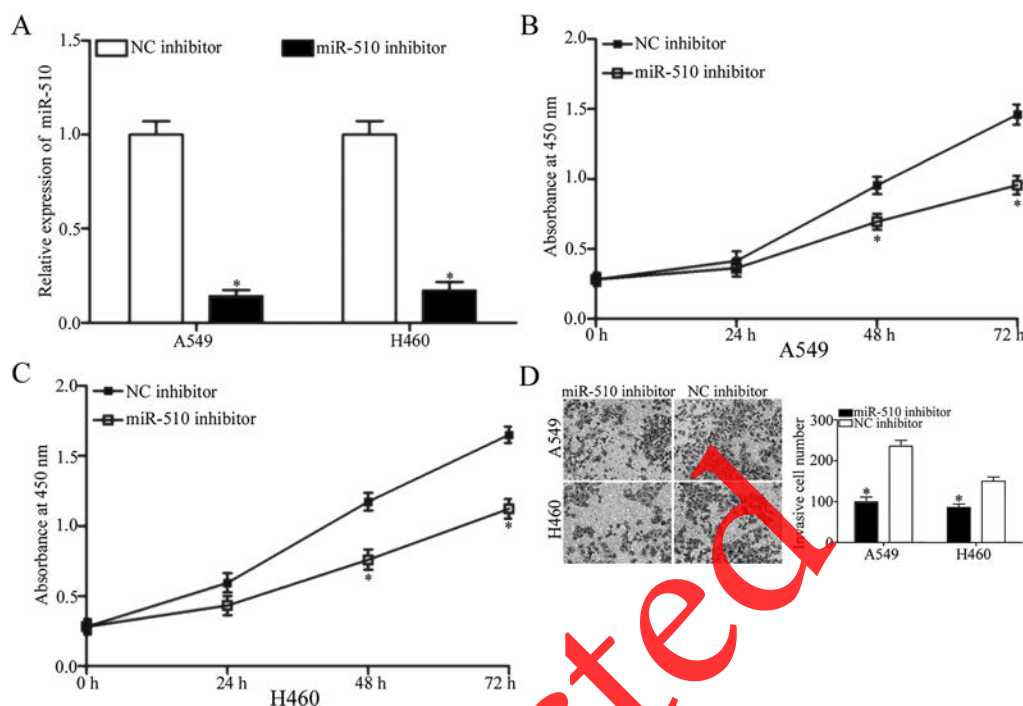 A
NC inhibitor
miR-510 inhibitor
Relative expression of miR-510
1.5
1.0
0.5
0.0
*
*
A549
H460
B
NC inhibitor
miR-510 inhibitor
Absorbance at 450 nm
2.0
1.5
1.0
0.5
0.0
*
*
0 h
24 h
48 h
72 h
A549
C
NC inhibitor
miR-510 inhibitor
Absorbance at 450 nm
2.0
1.5
1.0
0.5
0.0
*
*
0 h
24 h
48 h
72 h
H460
D
miR-510 inhibitor
NC inhibitor
A549
H460
miR-510 inhibitor
NC inhibitor
Invasive cell number
300
200
100
0
*
*
A549
H460
sted